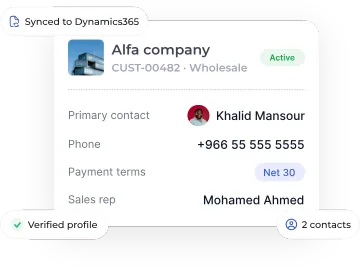 Synced to Dynamics365
Alfa company
CUST-00482 · Wholesale
Active
Primary contact
Khalid Mansour
Phone
+966 55 555 5555
Payment terms
Net 30
Sales rep
Mohamed Ahmed
Verified profile
2 contacts